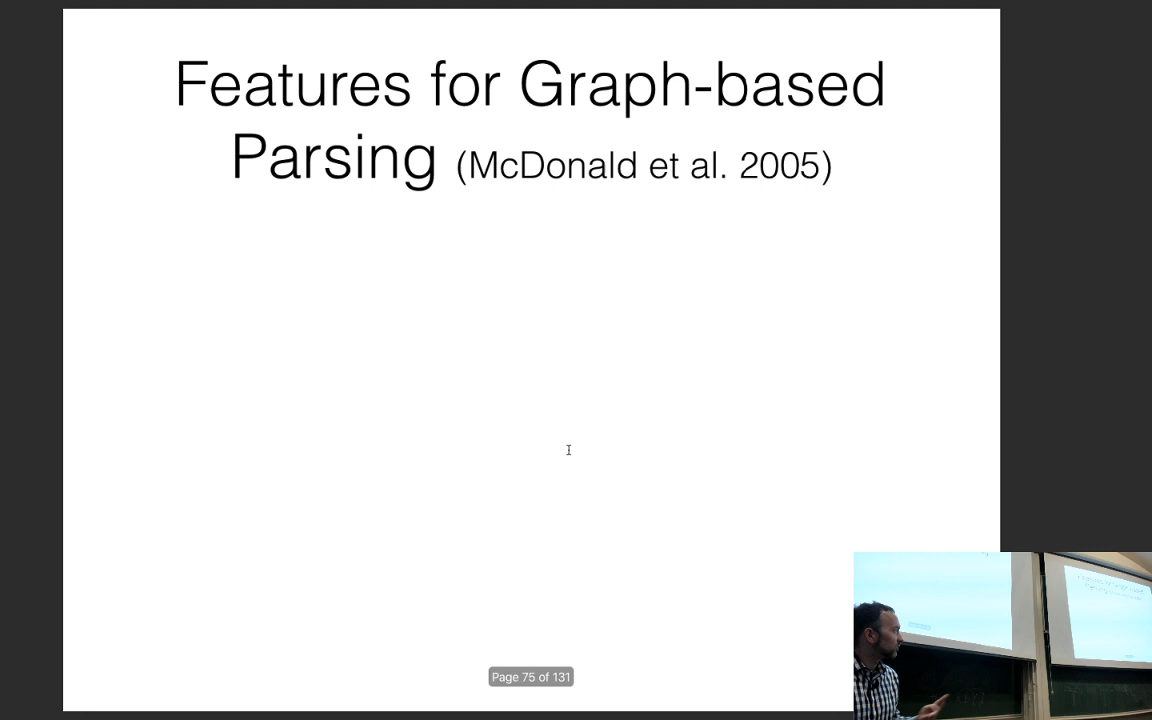 Features for Graph-based
Parsing (McDonald et al. 2005)
Page 75 of 131